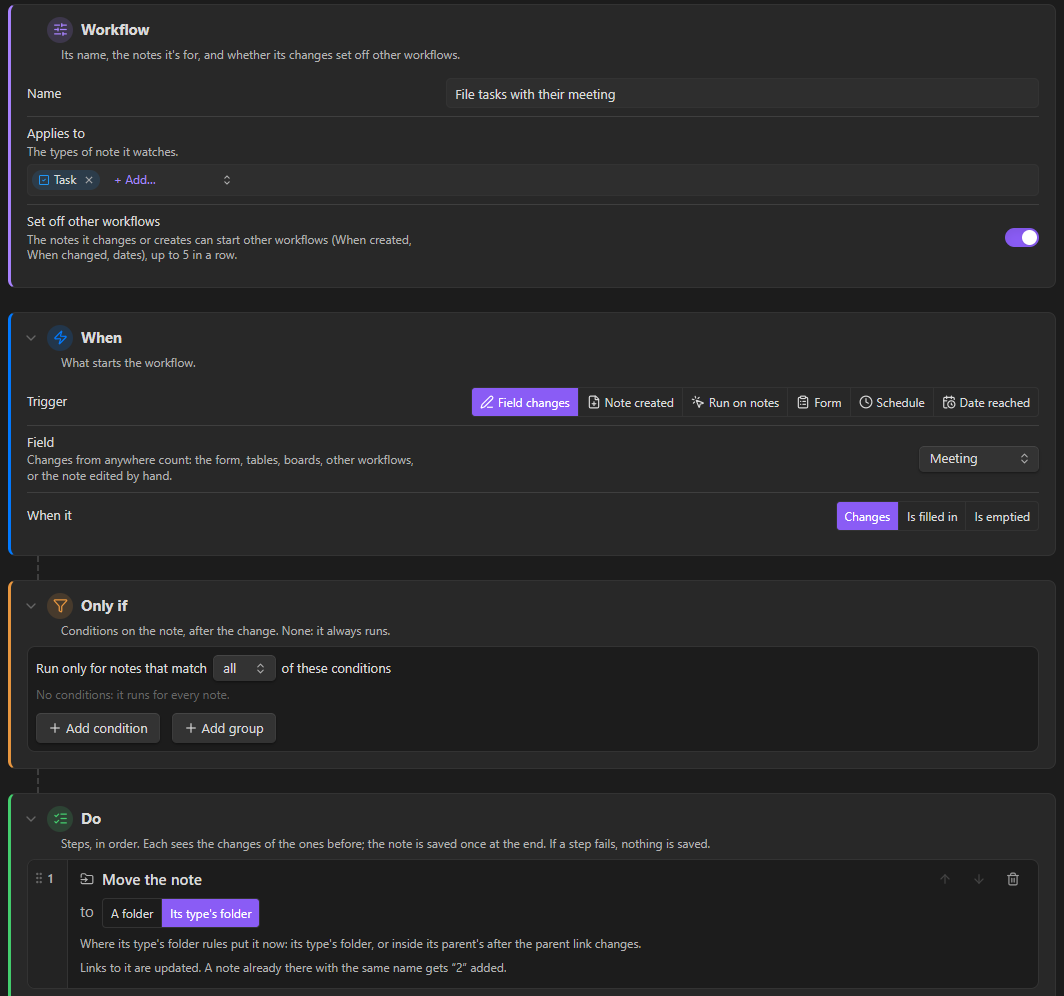 Workflow
Its name, the notes it's for, and whether its changes set off other workflows.
Name
File tasks with their meeting
Applies to
The types of note it watches.
Task
+ Add...
Set off other workflows
The notes it changes or creates can start other workflows (When created,
When changed, dates), up to 5 in a row.
When
What starts the workflow.
Trigger
Field changes
Note created
Run on notes
Form
Schedule
Date reached
Field
Changes from anywhere count: the form, tables, boards, other workflows,
or the note edited by hand.
Meeting
When it
Changes
Is filled in
Is emptied
Only if
Conditions on the note, after the change. None: it always runs.
Run only for notes that match all of these conditions
No conditions: it runs for every note.
+ Add condition
+ Add group
Do
Steps, in order. Each sees the changes of the ones before; the note is saved once at the end. If a step fails, nothing is saved.
1
Move the note
to
A folder
Its type's folder
Where its type's folder rules put it now: its type's folder, or inside its parent's after the parent link changes.
Links to it are updated. A note already there with the same name gets “2” added.